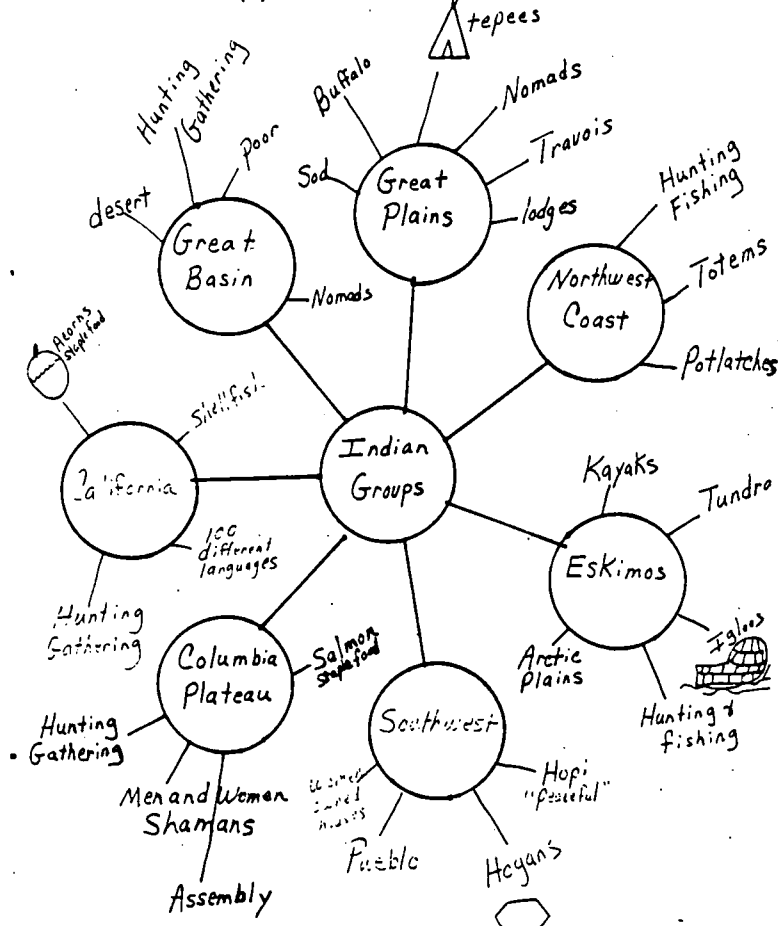 tepees
Buffalo
Nomads
Travois
lodges
Sod
Great
Plains
Hunting
Gathering
Poor
desert
Great
Basin
Nomads
Hunting
Fishing
Totems
Potlatches
Northwest
Coast
Acorns
Staple food
Shellfish
California
100
different
languages
Hunting
Gathering
Indian
Groups
Kayaks
Tundra
Eskimos
Igloos
Arctic
Plains
Hunting &
fishing
Columbia
Plateau
Salmon
Staple food
Hunting
Gathering
Men and Women
Shamans
Assembly
Southwest
owned
Pueblo
Hogans
Hopi
"Peaceful"